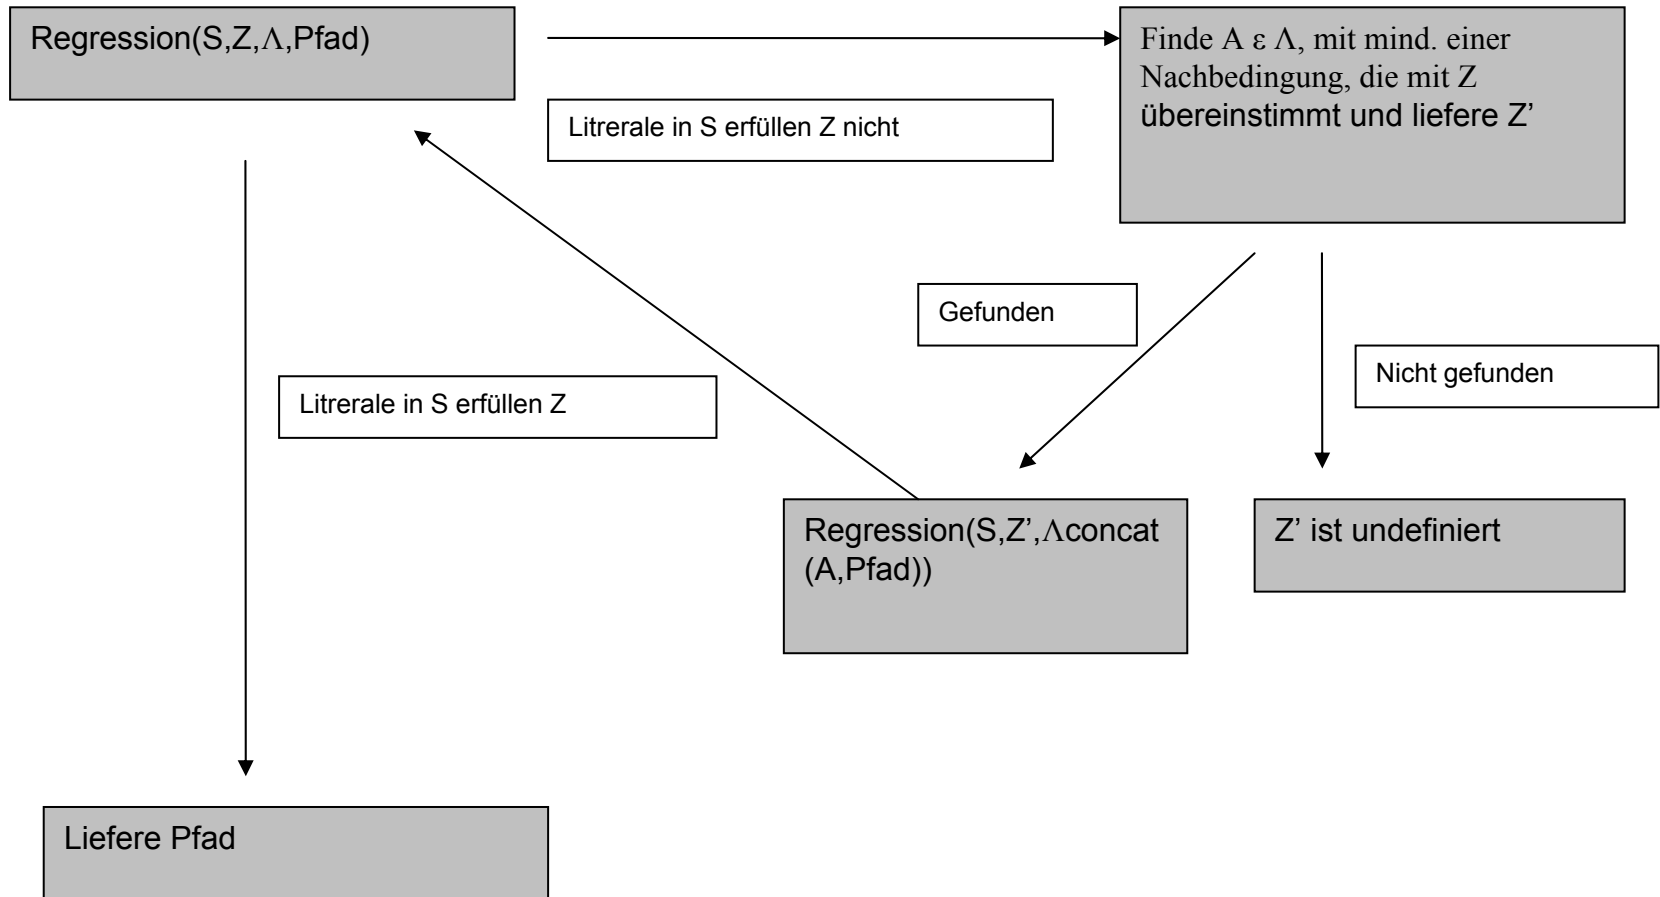 Regression(S,Z,Λ,Pfad)
Finde A ε Λ, mit mind. einer
Nachbedingung, die mit Z
übereinstimmt und liefere Z’
Litrerale in S erfüllen Z nicht
Gefunden
Nicht gefunden
Litrerale in S erfüllen Z
Regression(S,Z’,Λconcat
(A,Pfad))
Z’ ist undefiniert
Liefere Pfad